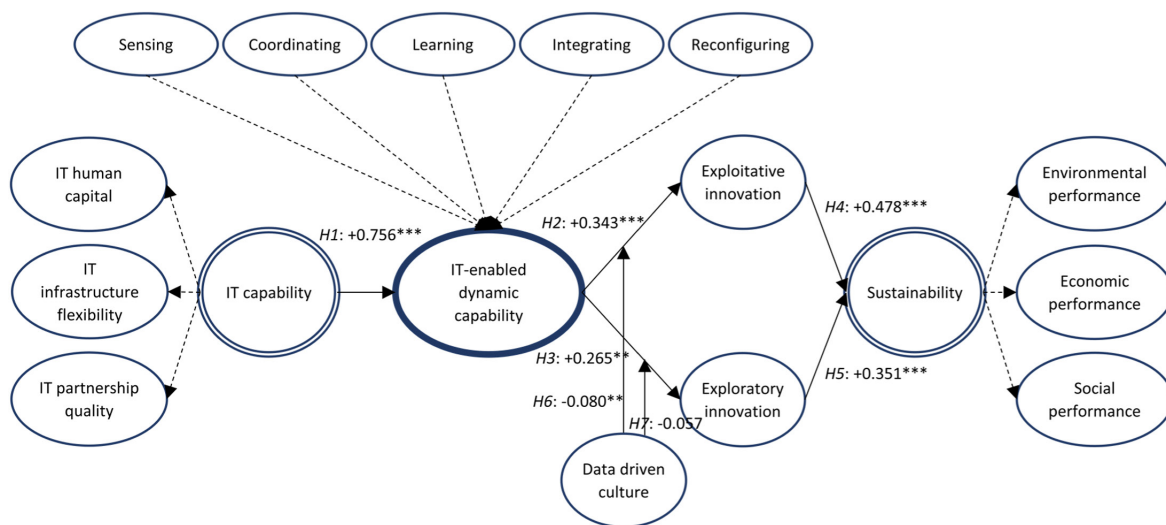 Sensing
Coordinating
Learning
Integrating
Reconfiguring
IT human
capital
IT
infrastructure
flexibility
IT partnership
quality
IT capability
H1: +0.756***
IT-enabled
dynamic
capability
H2: +0.343***
H3: +0.265**
H6: -0.080**
H7: -0.057
Data driven
culture
Exploitative
innovation
Exploratory
innovation
H4: +0.478***
H5: +0.351***
Sustainability
Environmental
performance
Economic
performance
Social
performance